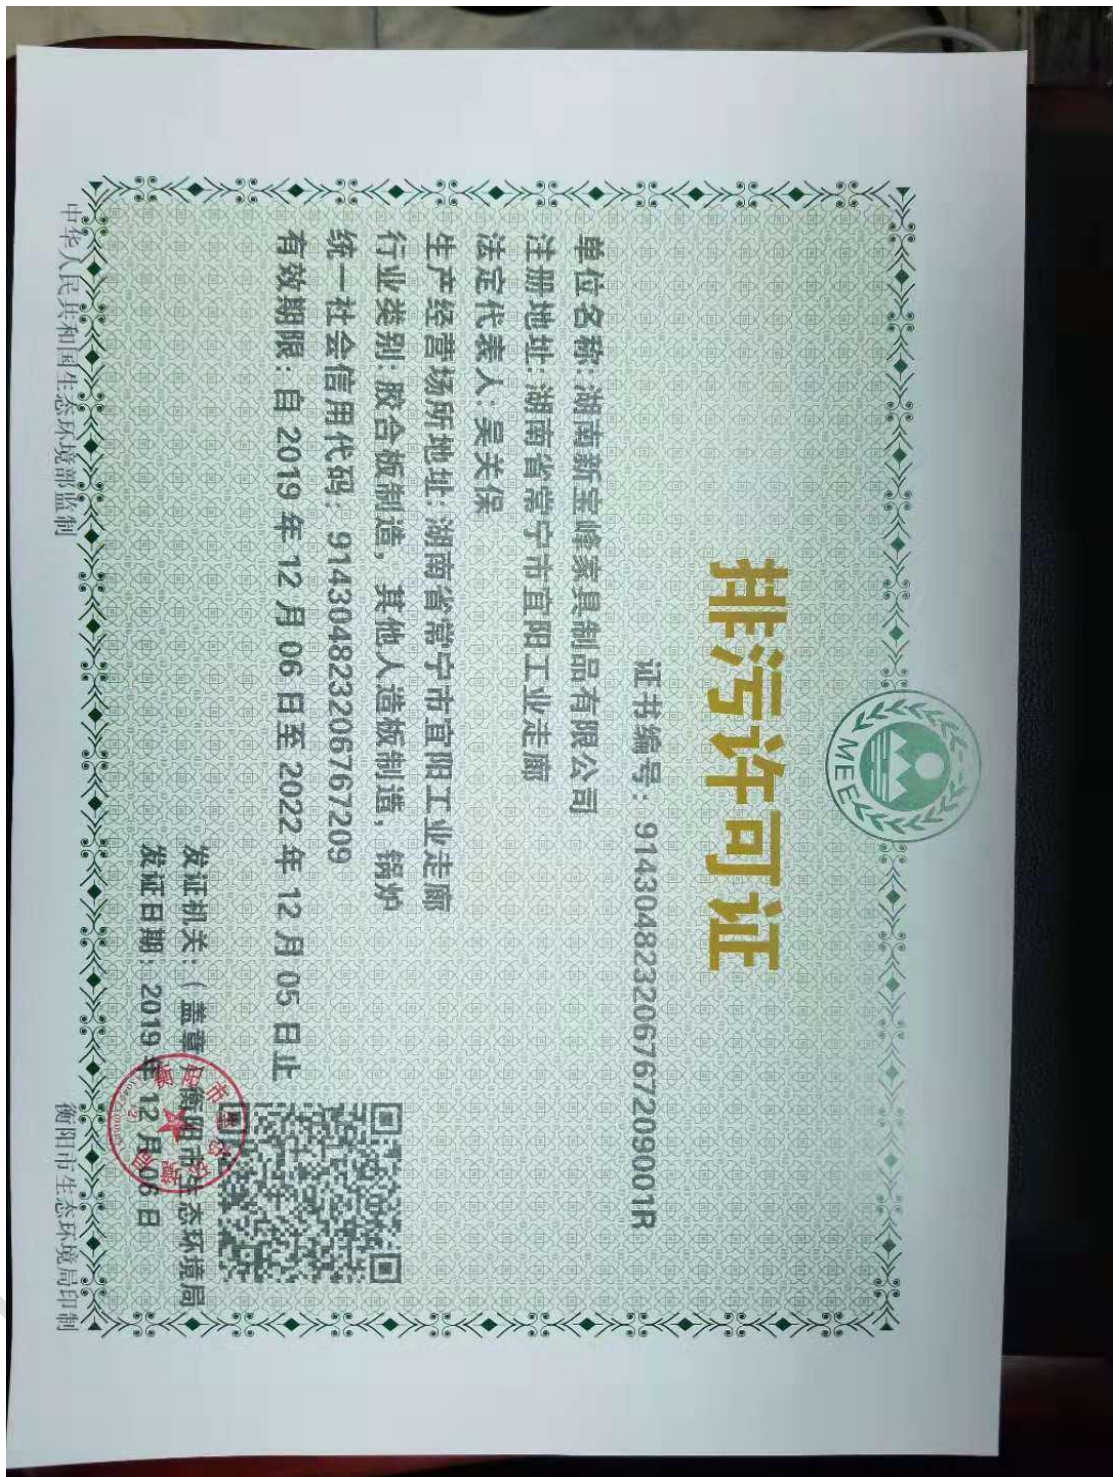 MEE
排污许可证
证书编号：91430482320676720900​1R
单位名称：湖南新宝峰家具制品有限公司
注册地址：湖南省常宁市宜阳工业走廊
法定代表人：吴关保
生产经营场所地址：湖南省常宁市宜阳工业走廊
行业类别：胶合板制造，其他人造板制造，锅炉
统一社会信用代码：914304823206767209
有效期限：自2019年12月06日至2022年12月05日止
发证机关：（盖章）衡阳市生态环境局
发证日期：2019年12月06日
中华人民共和国生态环境部监制
衡阳市生态环境局印制